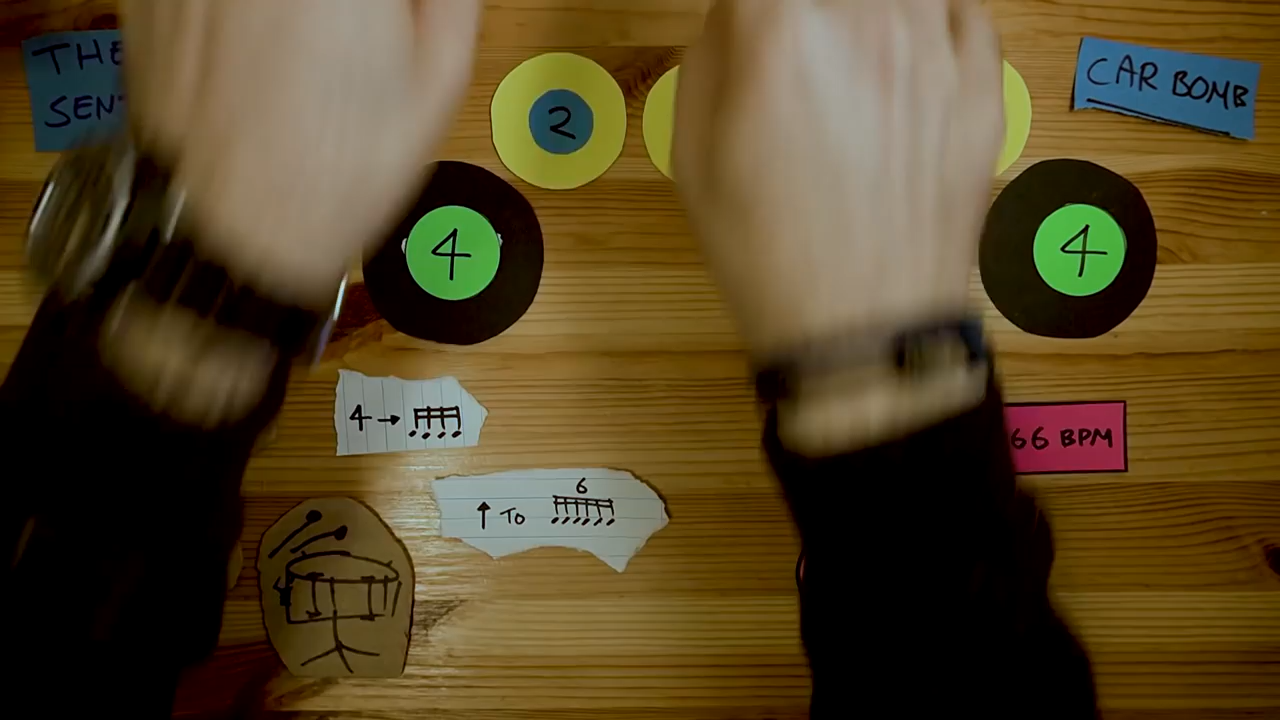 THE
SEN
2
CAR BOMB
4
4
4 →
66 BPM
6
↑ TO